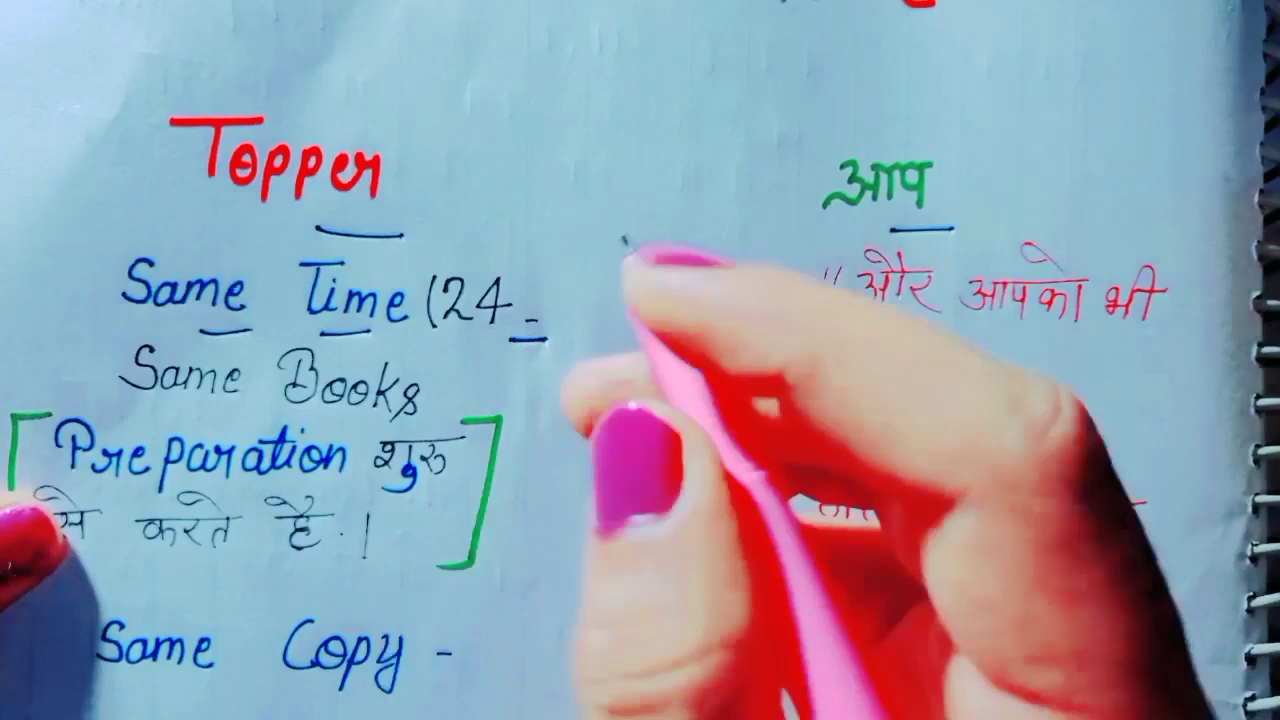 Topper
आप
Same Time (24 -
"और आपको भी
Same Books
[Preparation शुरू
से करते है.।]
Same Copy -